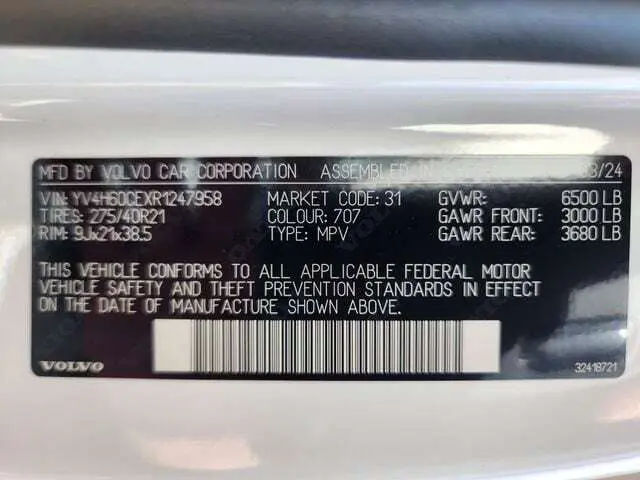 MFD BY VOLVO CAR CORPORATION ASSEMBLED IN 3/24
VIN: YV4H60CEXR1247958 MARKET CODE: 31 GVWR: 6500 LB
TIRES: 275/40R21 COLOUR: 707 GAWR FRONT: 3000 LB
RIM: 9Jx21x38.5 TYPE: MPV GAWR REAR: 3680 LB
THIS VEHICLE CONFORMS TO ALL APPLICABLE FEDERAL MOTOR
VEHICLE SAFETY AND THEFT PREVENTION STANDARDS IN EFFECT
ON THE DATE OF MANUFACTURE SHOWN ABOVE.
VOLVO 32418721